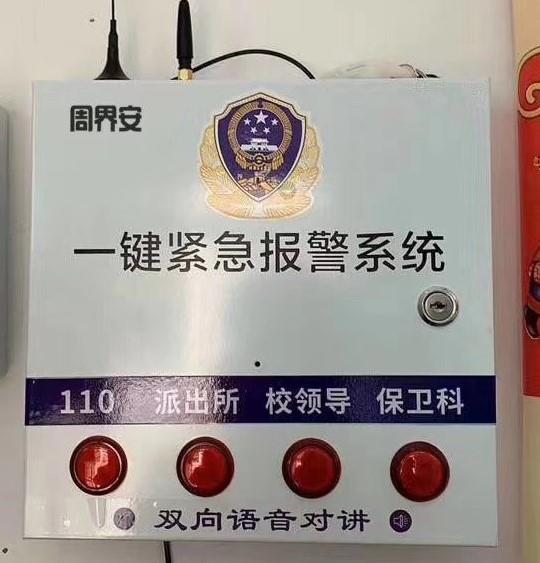 周界安
一键紧急报警系统
110 派出所 校领导 保卫科
双向语音对讲